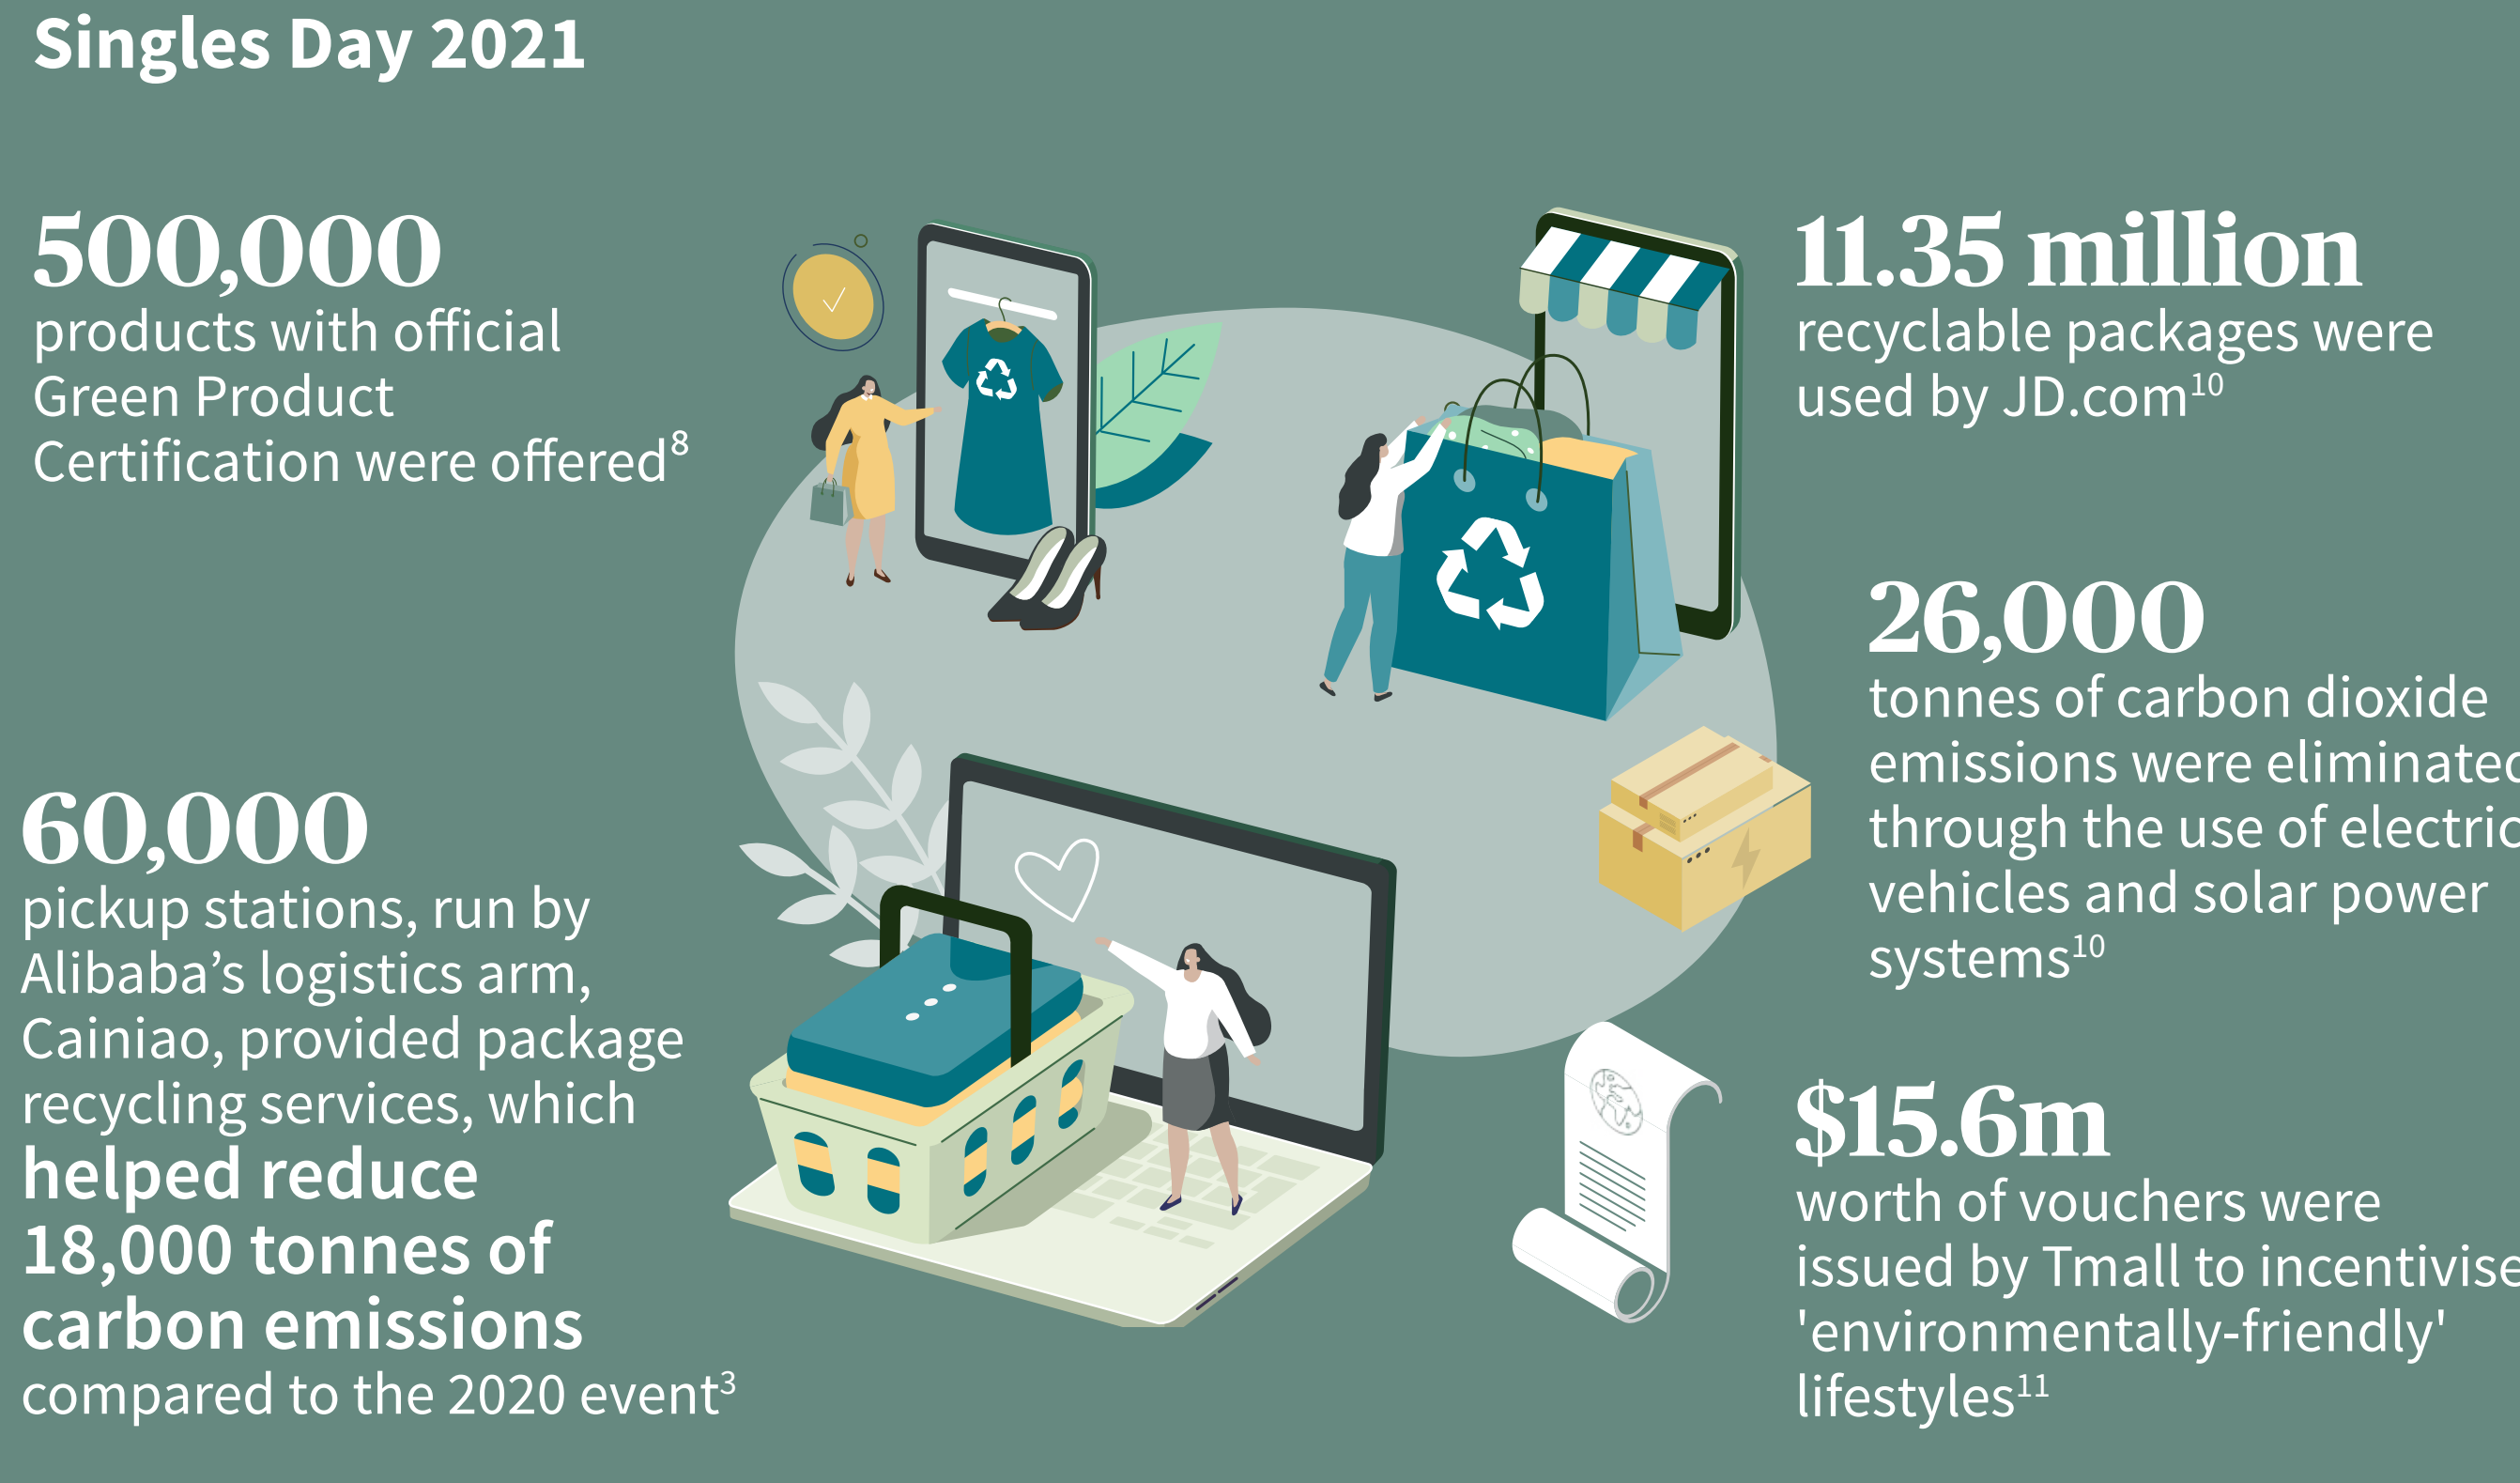 Singles Day 2021
500,000
products with official
Green Product
Certification were offered⁸
60,000
pickup stations, run by
Alibaba’s logistics arm,
Cainiao, provided package
recycling services, which
helped reduce
18,000 tonnes of
carbon emissions
compared to the 2020 event³
11.35 million
recyclable packages were
used by JD.com¹⁰
26,000
tonnes of carbon dioxide
emissions were eliminated
through the use of electric
vehicles and solar power
systems¹⁰
$15.6m
worth of vouchers were
issued by Tmall to incentivise
'environmentally-friendly'
lifestyles¹¹